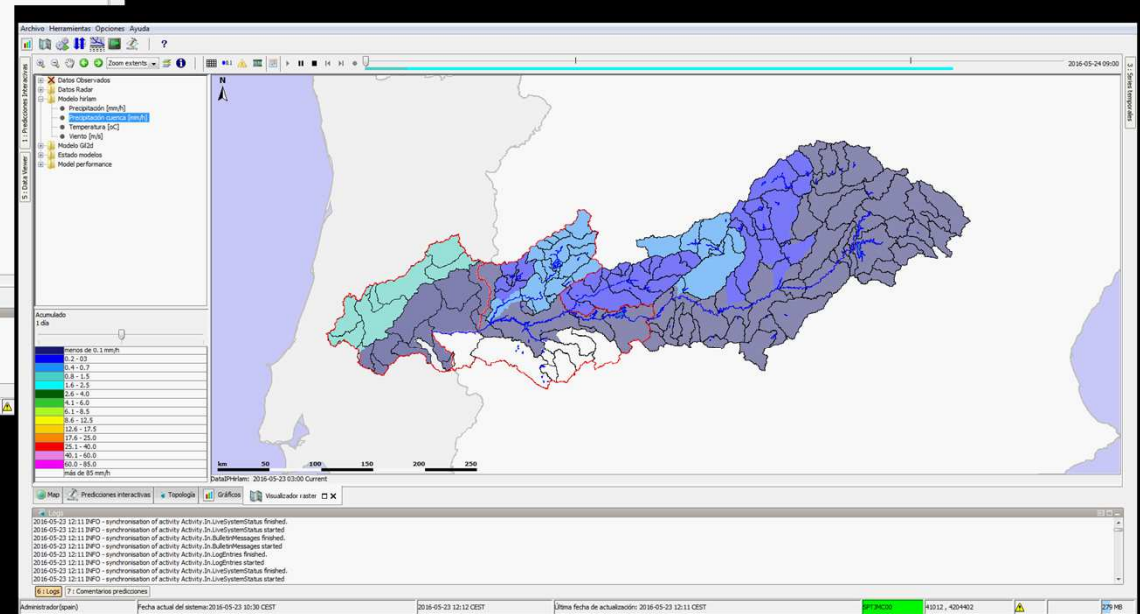 Archivo Herramientas Opciones Ayuda
?
Zoom extents
2016-05-24 09:00
1 : Predicciones Interactivas
5 : Data Viewer
3 : Series temporales
Datos Observados
Datos Radar
Modelo hirlam
Precipitación [mm/h]
Precipitación cuenca [mm/h]
Temperatura [oC]
Viento [m/s]
Estado modelos
Model performance
N
Acumulado
1 día
menos de 0.1 mm/h
0.2 - 03
0.4 - 0.7
0.8 - 1.5
1.6 - 2.5
2.6 - 4.0
4.1 - 6.0
6.1 - 8.5
8.6 - 12.5
12.6 - 17.5
17.6 - 25.0
25.1 - 40.0
40.1 - 60.0
60.0 - 85.0
más de 85 mm/h
km 50 100 150 200 250
DataIPHirlam: 2016-05-23 03:00 Current
Map Predicciones interactivas Topología Gráficos Visualizador raster
Logs
2016-05-23 12:11 INFO - synchronisation of activity Activity.In.LiveSystemStatus finished.
2016-05-23 12:11 INFO - synchronisation of activity Activity.In.LiveSystemStatus started
2016-05-23 12:11 INFO - synchronisation of activity Activity.In.BulletinMessages finished.
2016-05-23 12:11 INFO - synchronisation of activity Activity.In.BulletinMessages started
2016-05-23 12:11 INFO - synchronisation of activity Activity.In.LogEntries finished.
2016-05-23 12:11 INFO - synchronisation of activity Activity.In.LogEntries started
2016-05-23 12:11 INFO - synchronisation of activity Activity.In.LiveSystemStatus finished.
2016-05-23 12:11 INFO - synchronisation of activity Activity.In.LiveSystemStatus started
6 : Logs 7 : Comentarios predicciones
Administrador(spain) Fecha actual del sistema: 2016-05-23 10:30 CEST 2016-05-23 12:12 CEST Última fecha de actualización: 2016-05-23 12:11 CEST 41012 , 4204402 279 MB